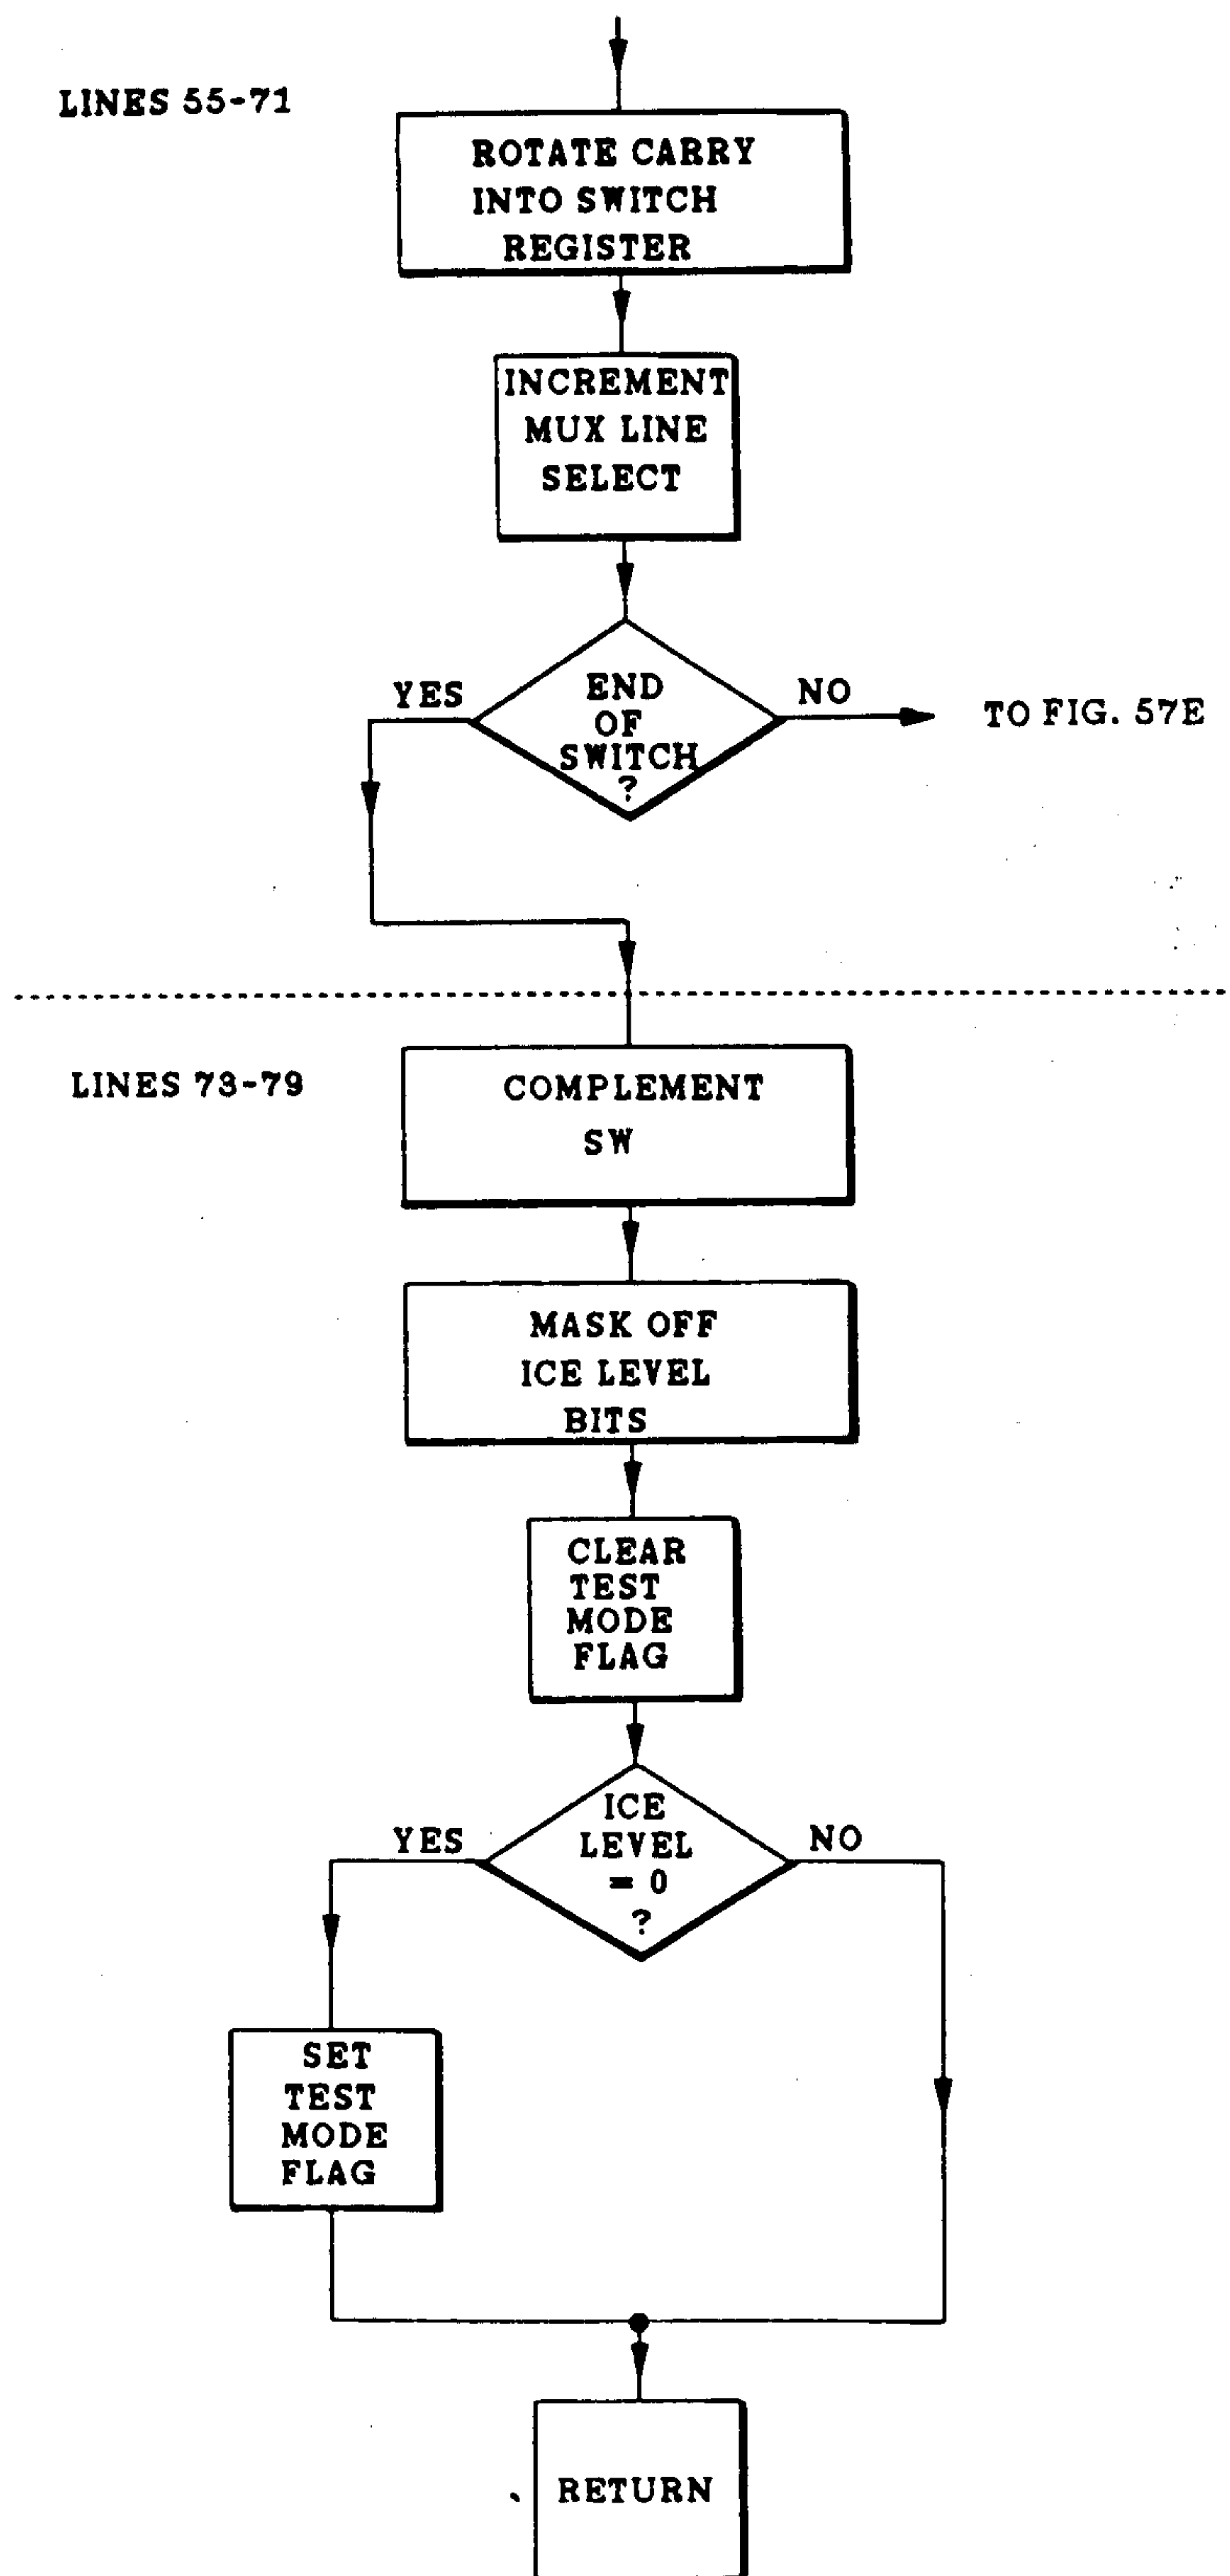 LINES 55-71
ROTATE CARRY
INTO SWITCH
REGISTER
INCREMENT
MUX LINE
SELECT
YES
END
OF
SWITCH
?
NO
TO FIG. 57E
LINES 73-79
COMPLEMENT
SW
MASK OFF
ICE LEVEL
BITS
CLEAR
TEST
MODE
FLAG
YES
ICE
LEVEL
= 0
?
NO
SET
TEST
MODE
FLAG
RETURN